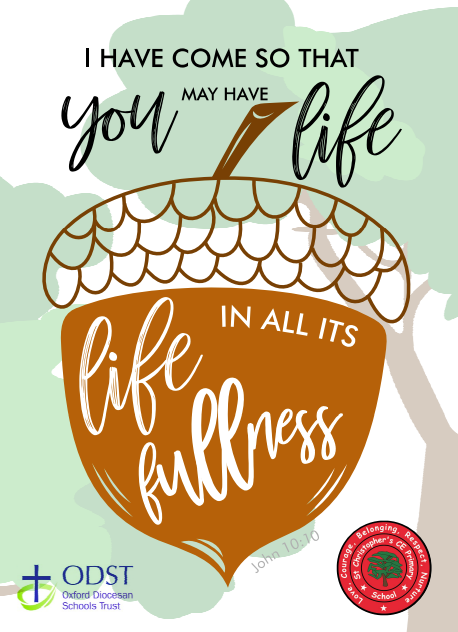 I HAVE COME SO THAT
you MAY HAVE life
life IN ALL ITS
fullness
John 10:10
ODST
Oxford Diocesan
Schools Trust
Love, Courage, Belonging, Respect, Nurture
St Christopher's CE Primary
School